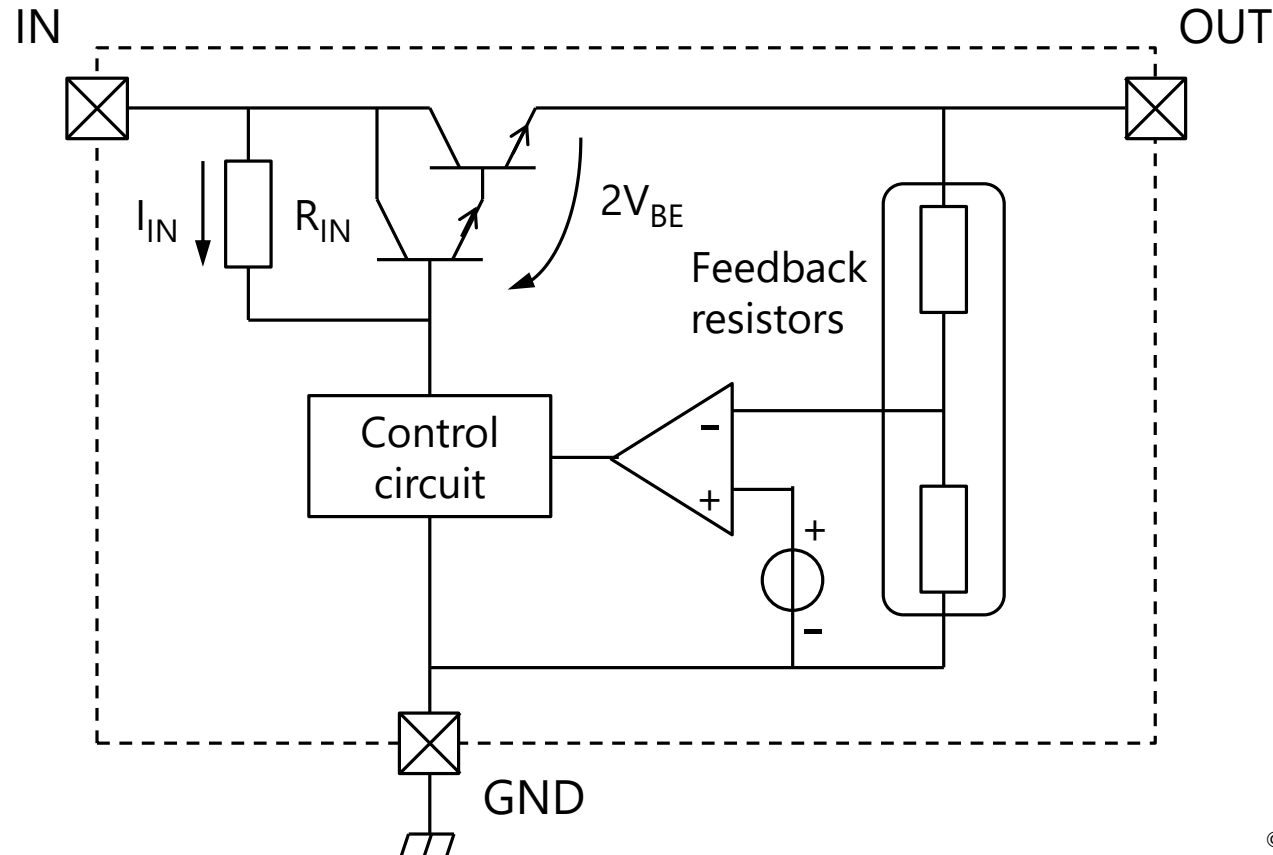 IN
OUT
I_IN
R_IN
2V_BE
Feedback
resistors
Control
circuit
-
+
+
-
GND
©